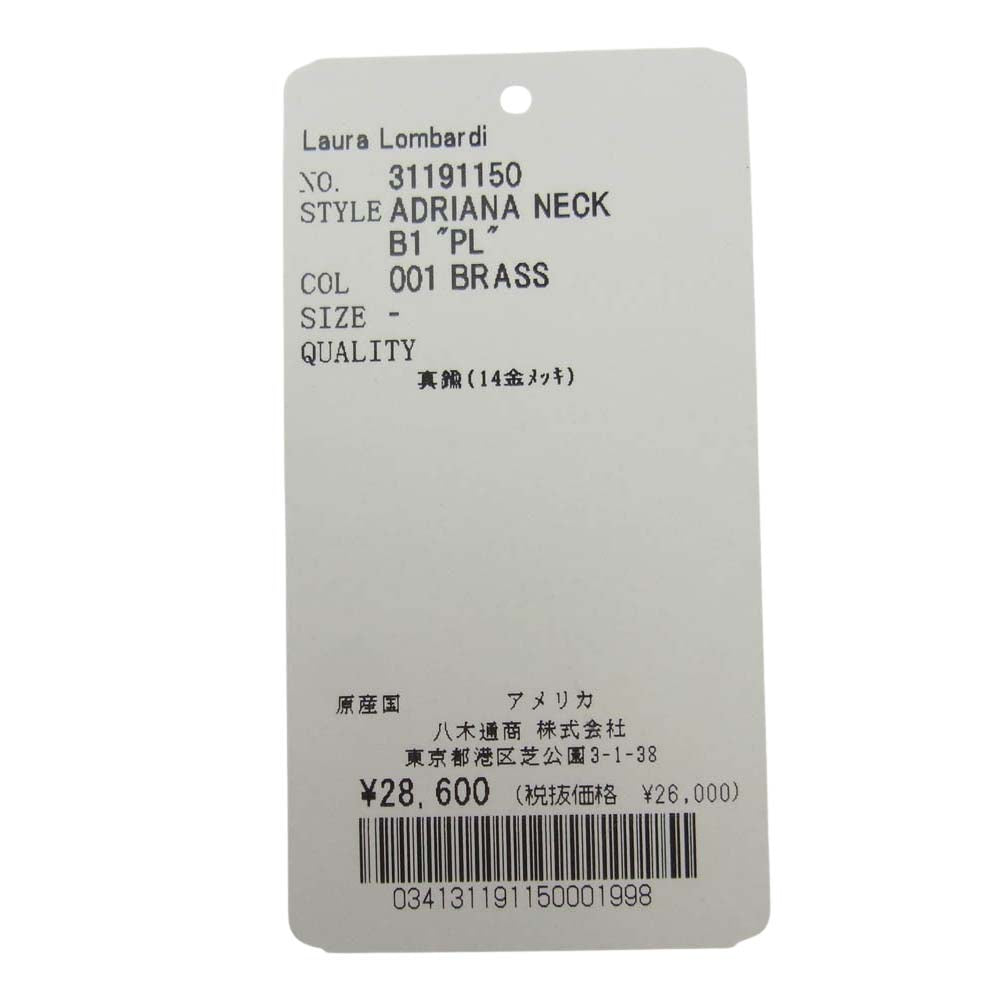 Laura Lombardi
NO. 31191150
STYLE ADRIANA NECK
B1 "PL"
COL 001 BRASS
SIZE -
QUALITY
真鍮(14金ﾒｯｷ)
原産国 アメリカ
八木通商 株式会社
東京都港区芝公園3-1-38
¥28,600 (税抜価格 ¥26,000)
0341311911150001998